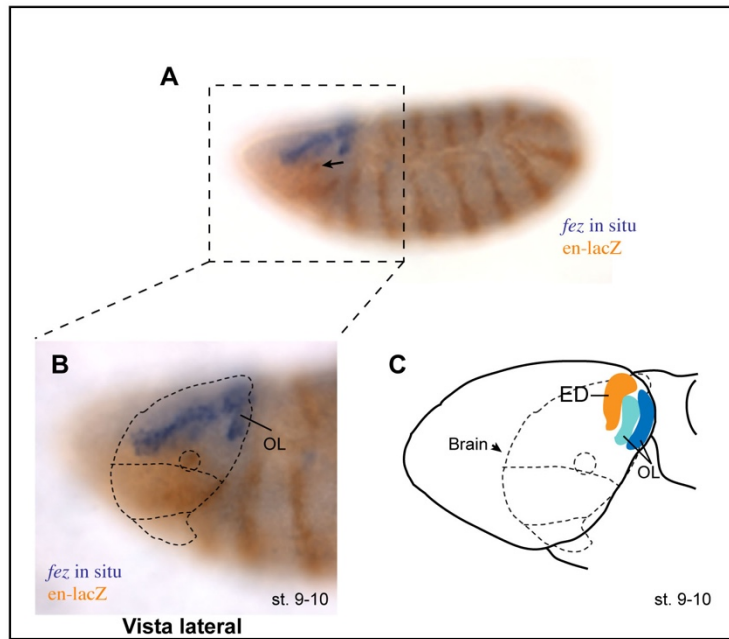 A
fez in situ
en-lacZ
B
OL
fez in situ
en-lacZ
st. 9-10
Vista lateral
C
ED
Brain
OL
st. 9-10